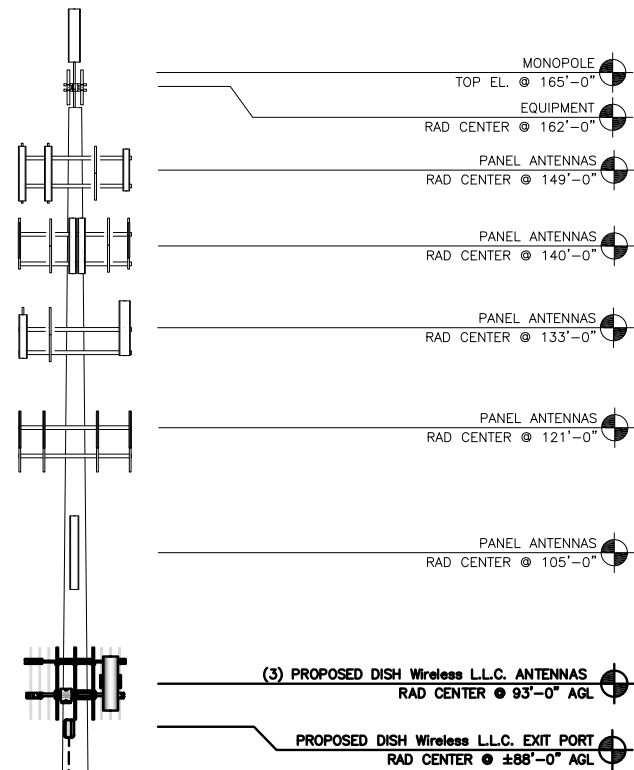 MONOPOLE
TOP EL. @ 165'-0"
EQUIPMENT
RAD CENTER @ 162'-0"
PANEL ANTENNAS
RAD CENTER @ 149'-0"
PANEL ANTENNAS
RAD CENTER @ 140'-0"
PANEL ANTENNAS
RAD CENTER @ 133'-0"
PANEL ANTENNAS
RAD CENTER @ 121'-0"
PANEL ANTENNAS
RAD CENTER @ 105'-0"
(3) PROPOSED DISH Wireless L.L.C. ANTENNAS
RAD CENTER @ 93'-0" AGL
PROPOSED DISH Wireless L.L.C. EXIT PORT
RAD CENTER @ ±88'-0" AGL